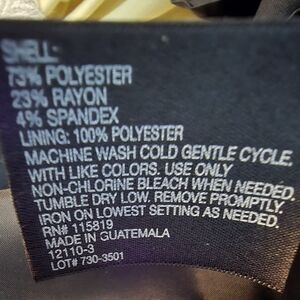 SHELL:
73% POLYESTER
23% RAYON
4% SPANDEX
LINING: 100% POLYESTER
MACHINE WASH COLD GENTLE CYCLE.
WITH LIKE COLORS. USE ONLY
NON-CHLORINE BLEACH WHEN NEEDED.
TUMBLE DRY LOW. REMOVE PROMPTLY.
IRON ON LOWEST SETTING AS NEEDED.
RN# 115819
MADE IN GUATEMALA
12110-3
LOT# 730-3501